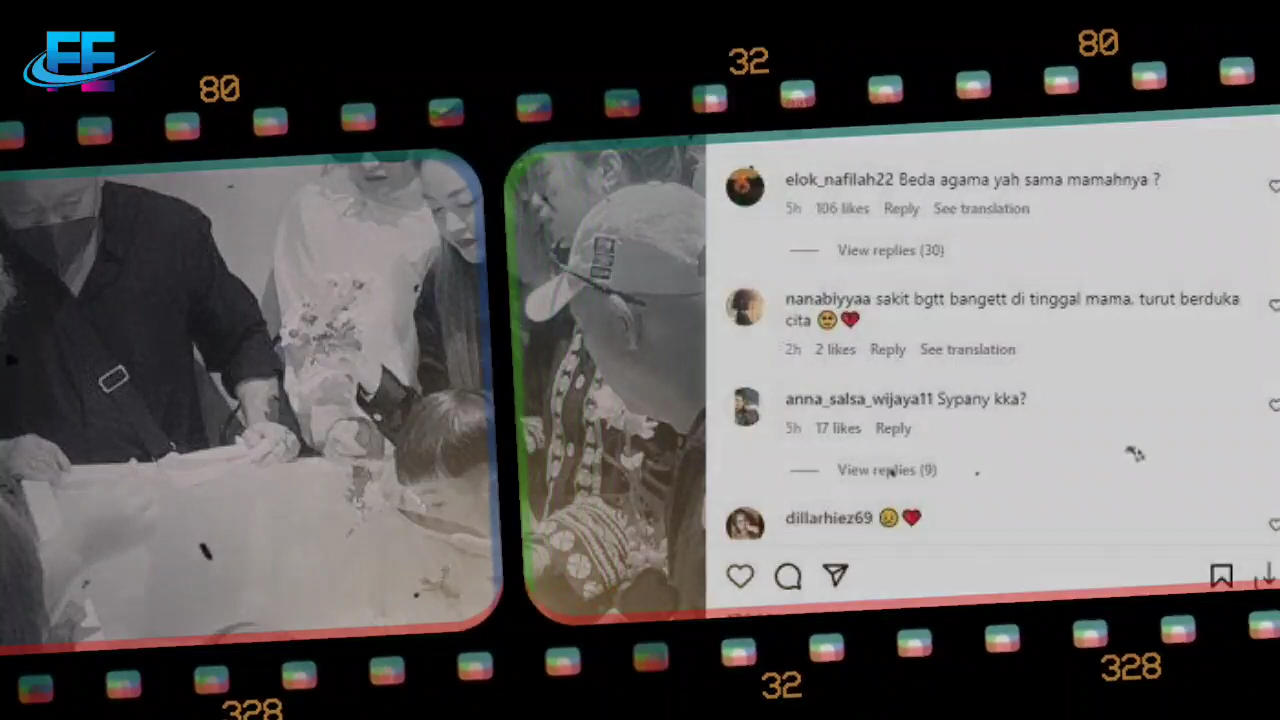 FF
80
32
80
elok_nafilah22 Beda agama yah sama mamahnya ?
5h 106 likes Reply See translation
View replies (30)
nanabiyyaa sakit bgtt bangett di tinggal mama. turut berduka
cita 🥺❤️
2h 2 likes Reply See translation
anna_salsa_wijaya11 Sypany kka?
5h 17 likes Reply
View replies (9)
dillarhiez69 😢❤️
328
32
328